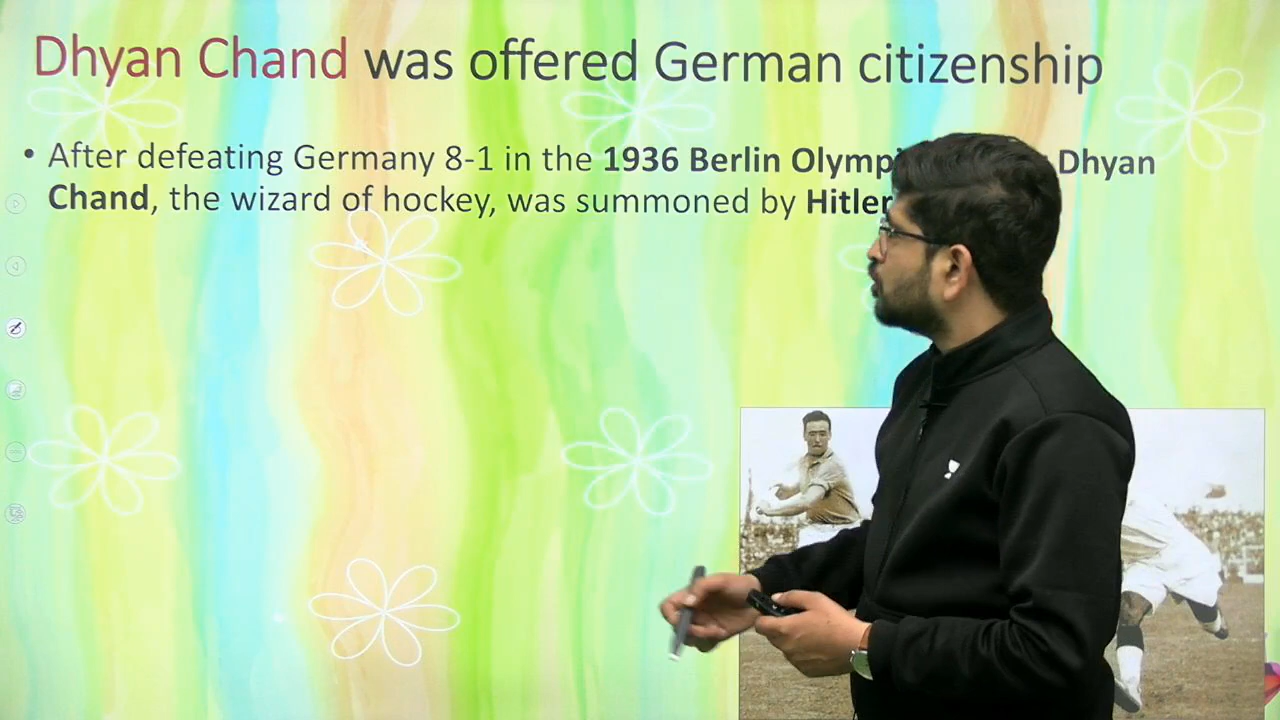 Dhyan Chand was offered German citizenship
• After defeating Germany 8-1 in the 1936 Berlin Dhyan
Chand, the wizard of hockey, was summoned by Hitler